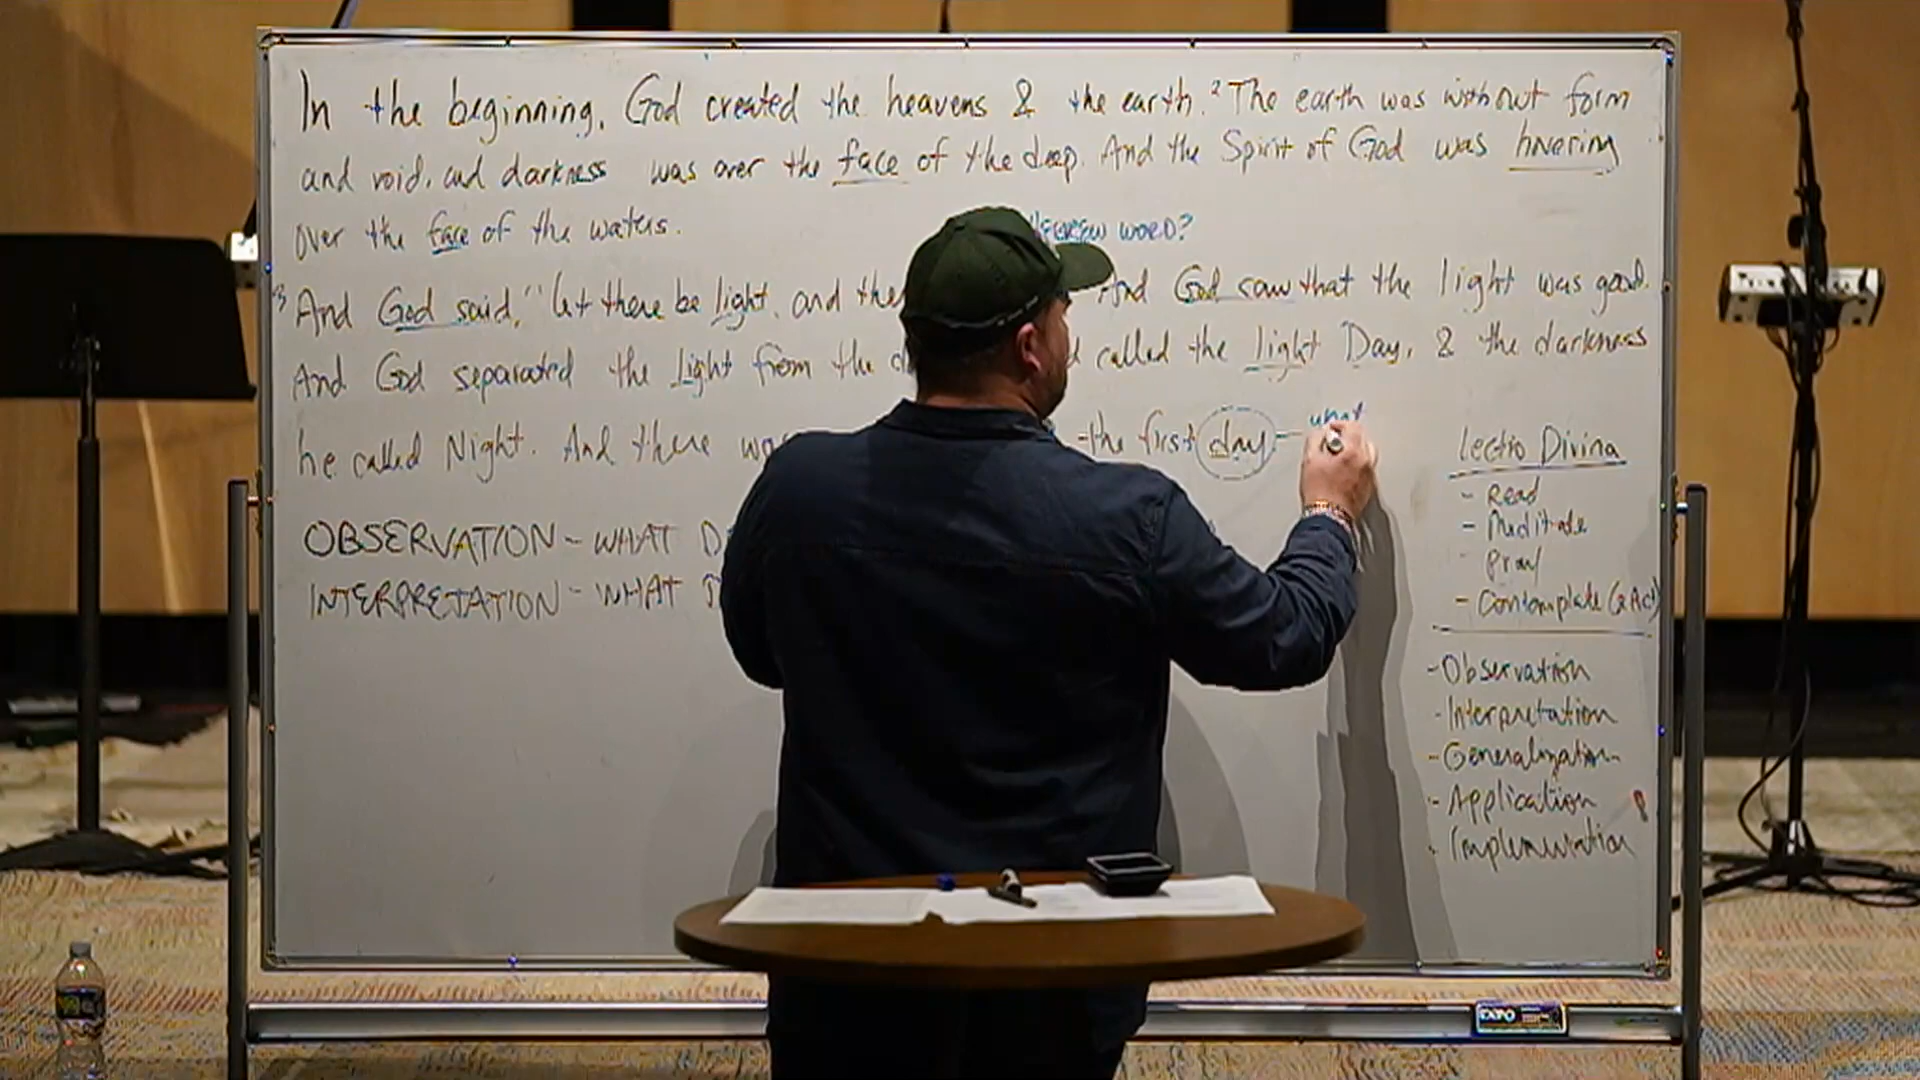 In the beginning, God created the heavens & the earth. ² The earth was without form
and void, and darkness was over the face of the deep. And the Spirit of God was hovering
over the face of the waters.
WORD?
³ And God said, "let there be light, and And God saw that the light was good.
And God separated the Light from the called the light Day, & the darkness
he called Night. And there the first day - what
OBSERVATION - WHAT
INTERPRETATION - WHAT
Lectio Divina
- Read
- Meditate
- Pray
- Contemplate (& Act)
- Observation
- Interpretation
- Generalization
- Application
- Implementation
EXPO